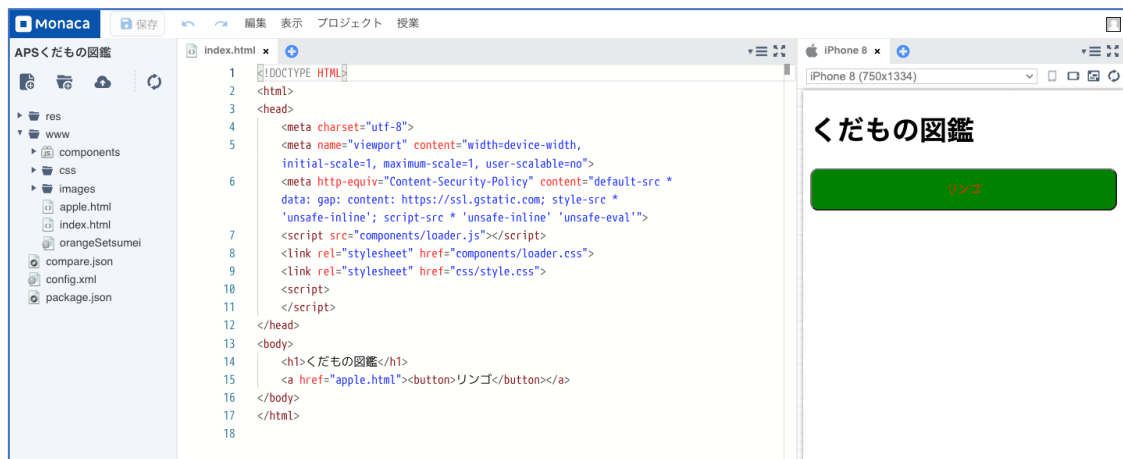 Monaca 保存 編集 表示 プロジェクト 授業
APSくだもの図鑑
res
www
components
css
images
apple.html
index.html
orangeSetsumei
compare.json
config.xml
package.json
index.html ×
1 <!DOCTYPE HTML>
2 <html>
3 <head>
4 <meta charset="utf-8">
5 <meta name="viewport" content="width=device-width,
initial-scale=1, maximum-scale=1, user-scalable=no">
6 <meta http-equiv="Content-Security-Policy" content="default-src *
data: gap: content: https://ssl.gstatic.com; style-src *
'unsafe-inline'; script-src * 'unsafe-inline' 'unsafe-eval'">
7 <script src="components/loader.js"></script>
8 <link rel="stylesheet" href="components/loader.css">
9 <link rel="stylesheet" href="css/style.css">
10 <script>
11 </script>
12 </head>
13 <body>
14 <h1>くだもの図鑑</h1>
15 <a href="apple.html"><button>リンゴ</button></a>
16 </body>
17 </html>
18
iPhone 8 ×
iPhone 8 (750x1334)
くだもの図鑑
リンゴ